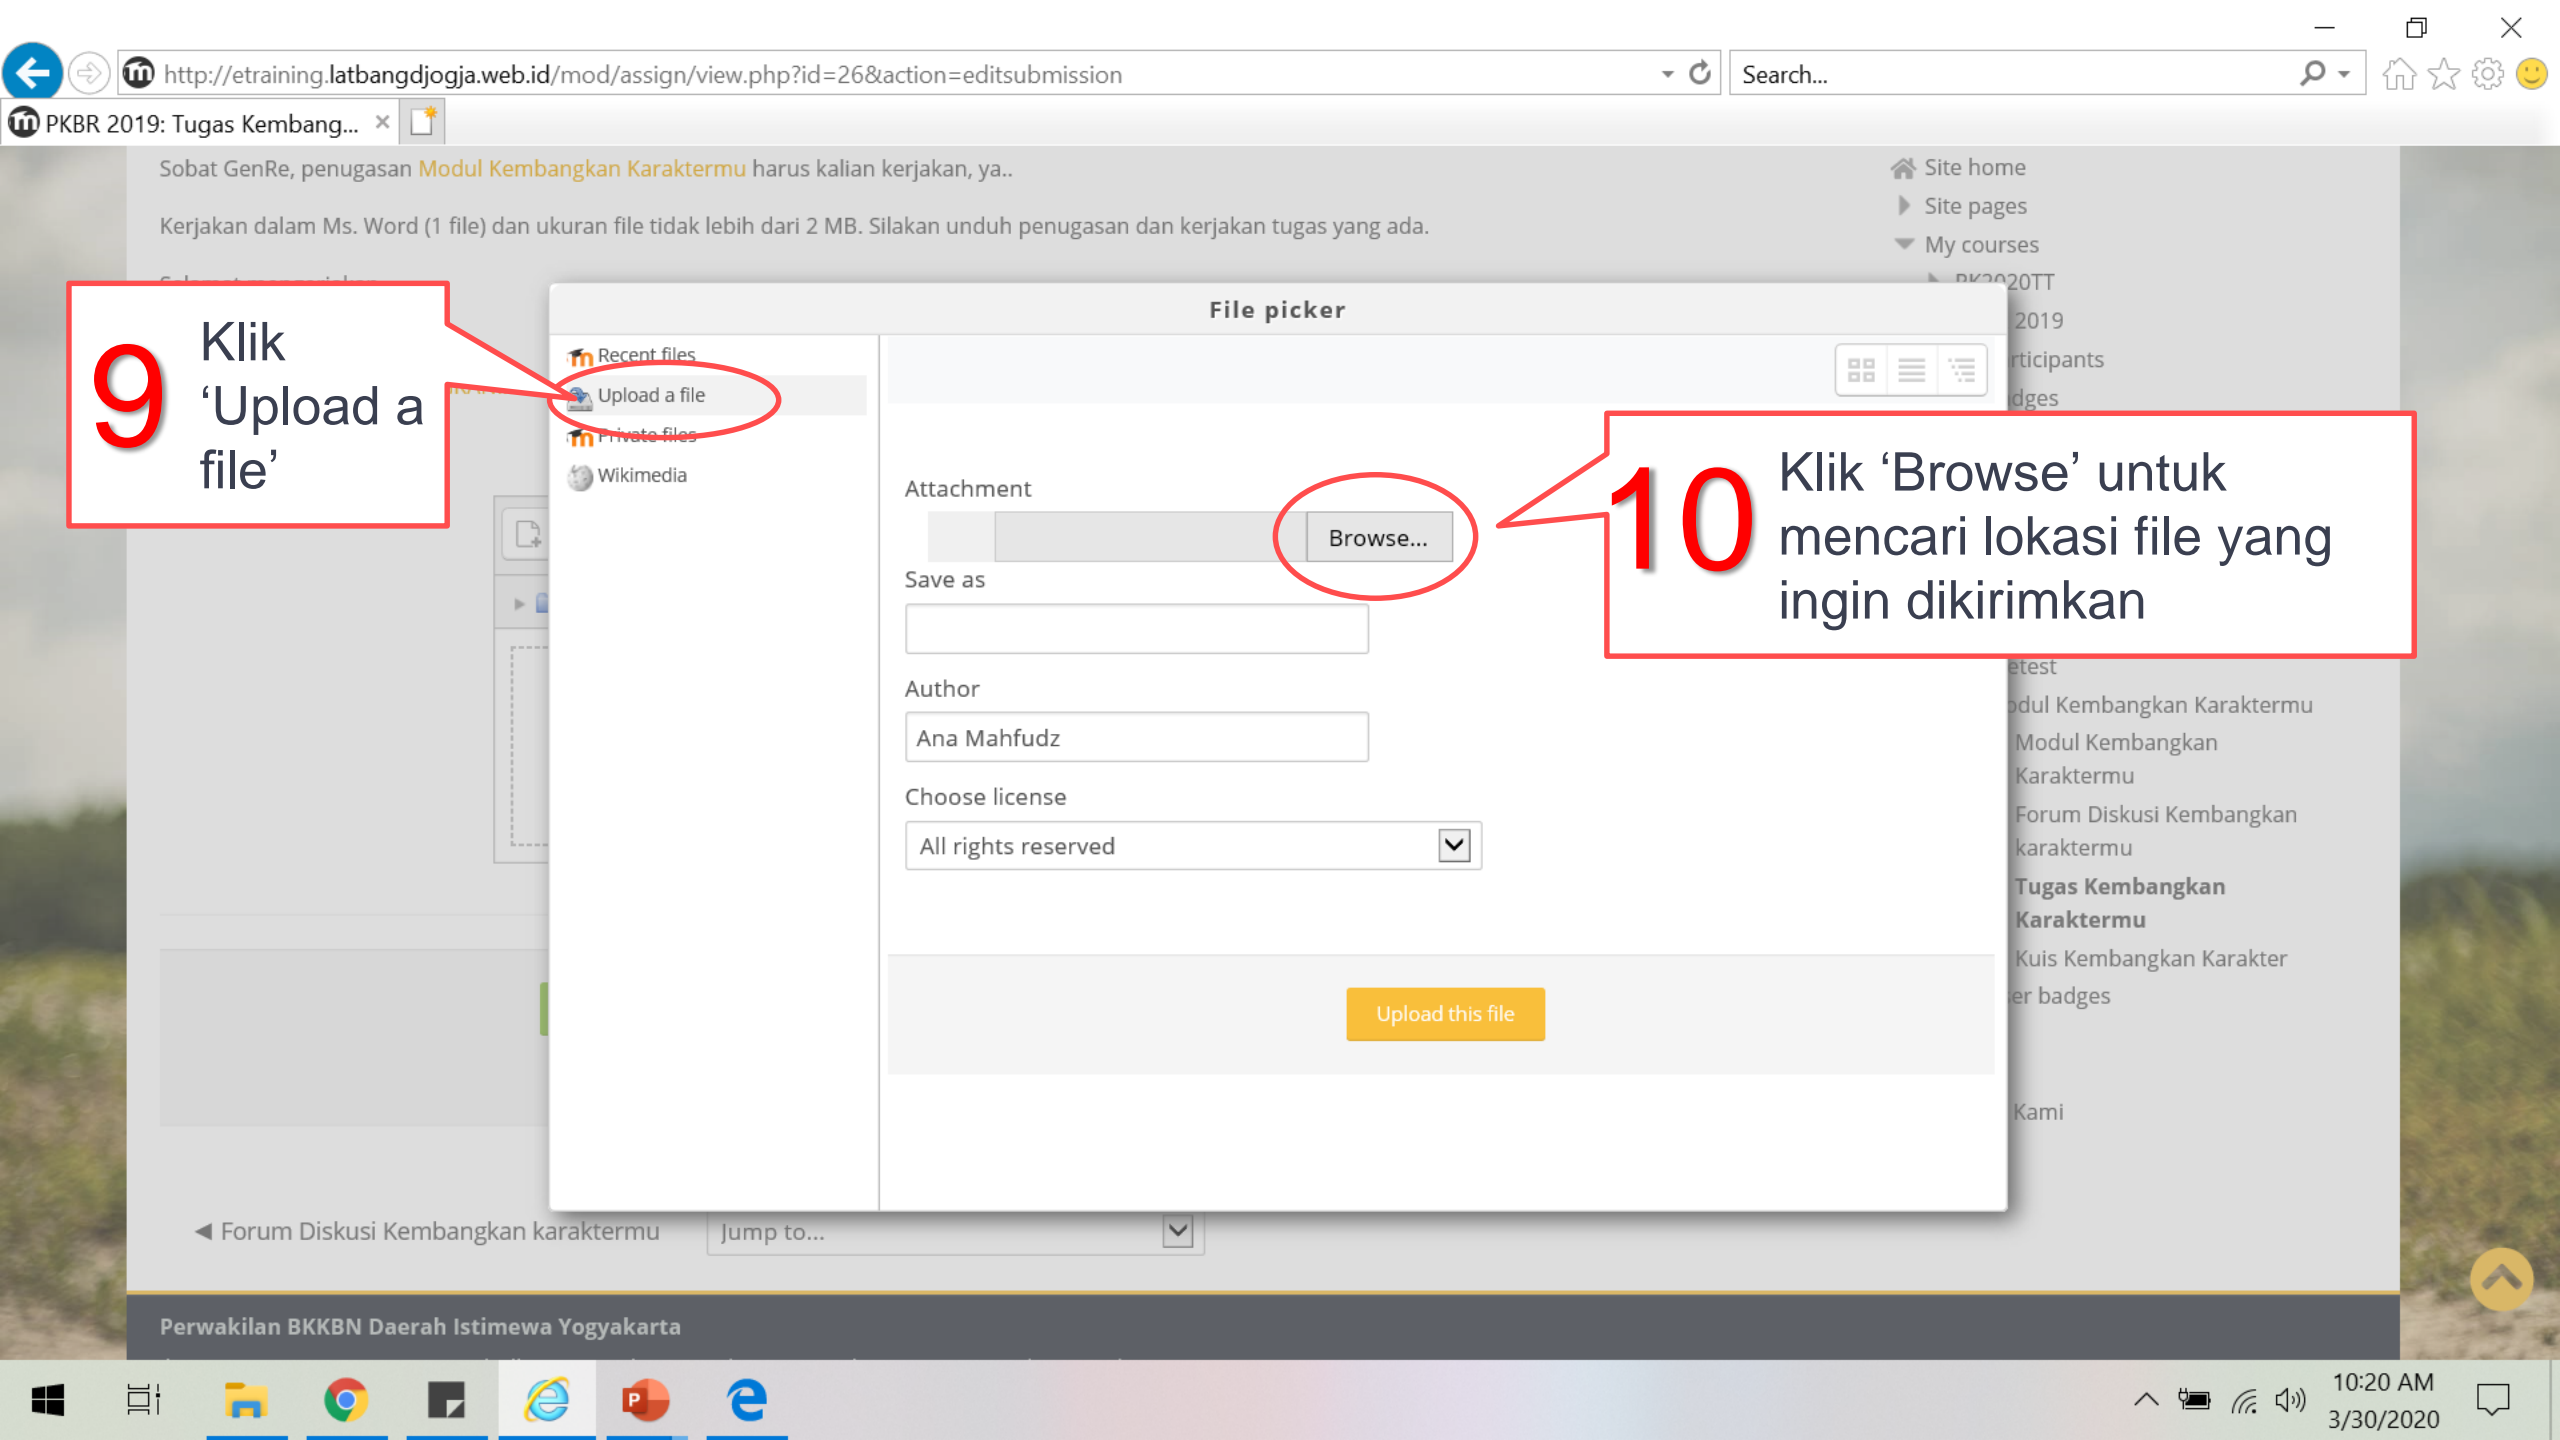 http://etraining.latbangdjogja.web.id/mod/assign/view.php?id=26&action=editsubmission
Search...
PKBR 2019: Tugas Kembang...
Sobat GenRe, penugasan Modul Kembangkan Karaktermu harus kalian kerjakan, ya..
Kerjakan dalam Ms. Word (1 file) dan ukuran file tidak lebih dari 2 MB. Silakan unduh penugasan dan kerjakan tugas yang ada.
Site home
Site pages
My courses
2019
File picker
9
Klik
‘Upload a
file’
Recent files
Upload a file
Private files
Wikimedia
Attachment
Browse...
Save as
Author
Ana Mahfudz
Choose license
All rights reserved
Upload this file
10
Klik ‘Browse’ untuk
mencari lokasi file yang
ingin dikirimkan
Kembangkan Karaktermu
Modul Kembangkan
Karaktermu
Forum Diskusi Kembangkan
karaktermu
Tugas Kembangkan
Karaktermu
Kuis Kembangkan Karakter
badges
Kami
◄ Forum Diskusi Kembangkan karaktermu
Jump to...
Perwakilan BKKBN Daerah Istimewa Yogyakarta
10:20 AM
3/30/2020